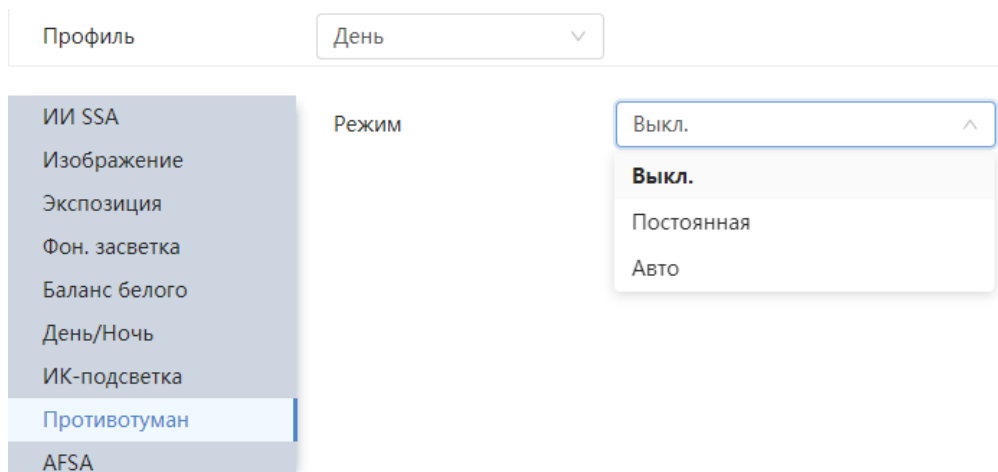 Профиль
День
ИИ SSA
Изображение
Экспозиция
Фон. засветка
Баланс белого
День/Ночь
ИК-подсветка
Противотуман
AFSA
Режим
Выкл.
Выкл.
Постоянная
Авто